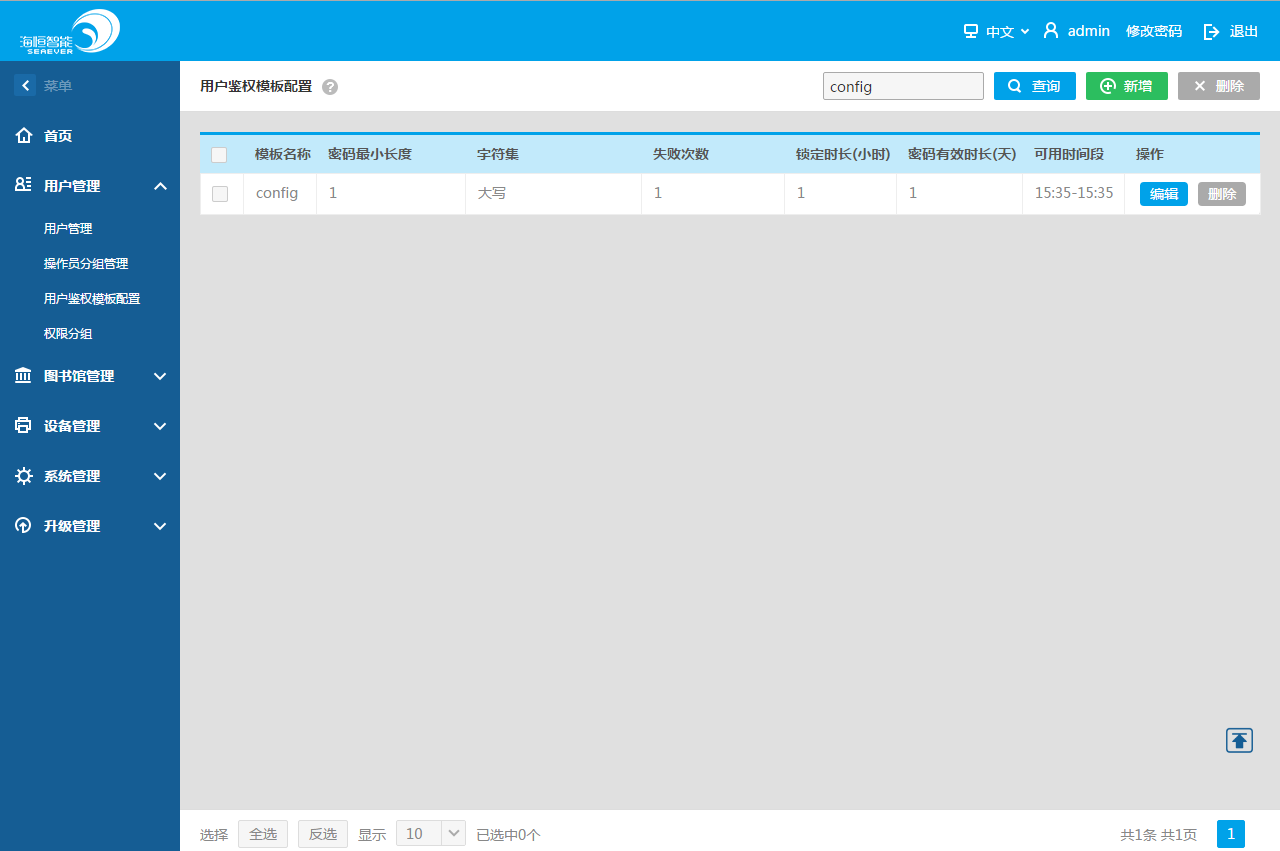 海恒智能
SEAEVER
中文 admin 修改密码 退出
菜单
首页
用户管理
用户管理
操作员分组管理
用户鉴权模板配置
权限分组
图书馆管理
设备管理
系统管理
升级管理
用户鉴权模板配置 ?
config 查询 新增 删除
模板名称 密码最小长度 字符集 失败次数 锁定时长(小时) 密码有效时长(天) 可用时间段 操作
config 1 大写 1 1 1 15:35-15:35 编辑 删除
选择 全选 反选 显示 10 已选中0个 共1条 共1页 1